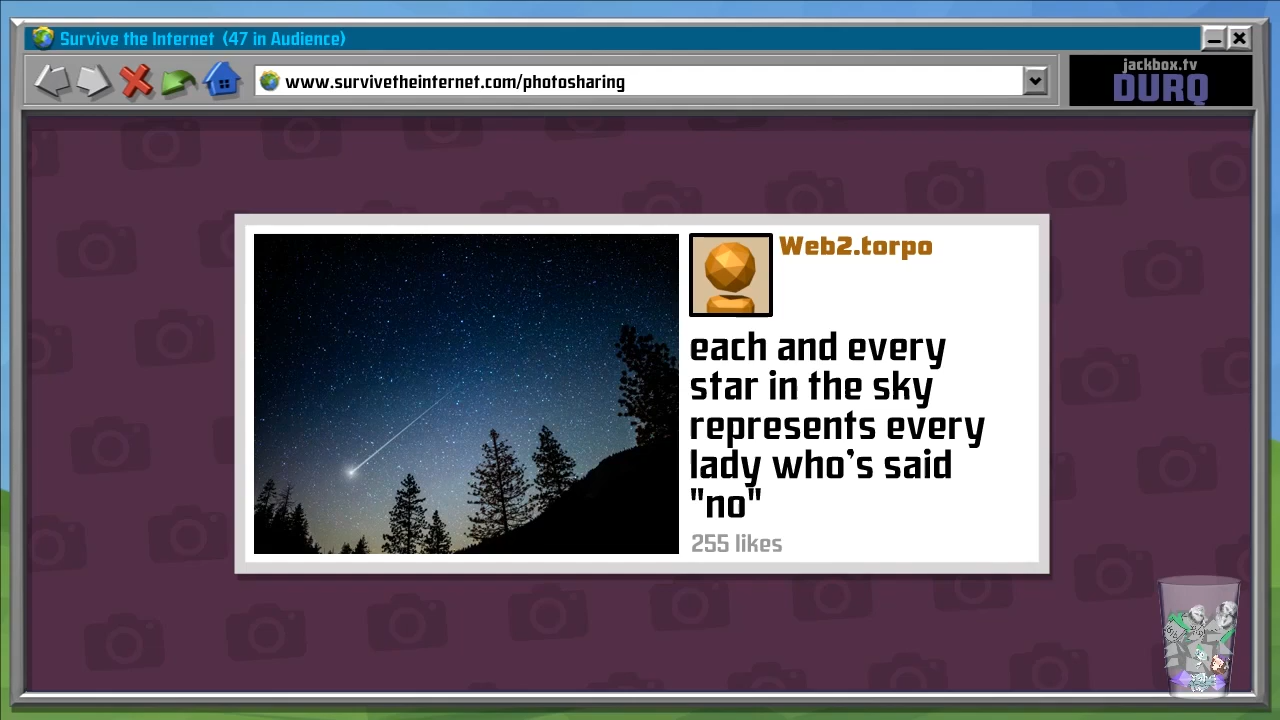 Survive the Internet (47 in Audience)
www.survivetheinternet.com/photosharing
jackbox.tv
DURQ
Web2.torpo
each and every
star in the sky
represents every
lady who's said
"no"
255 likes